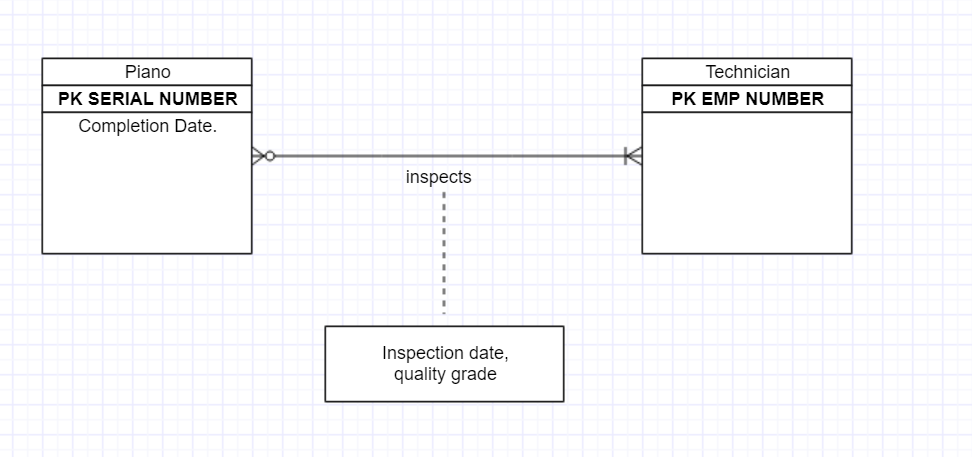 Piano
PK SERIAL NUMBER
Completion Date.
Technician
PK EMP NUMBER
inspects
Inspection date,
quality grade